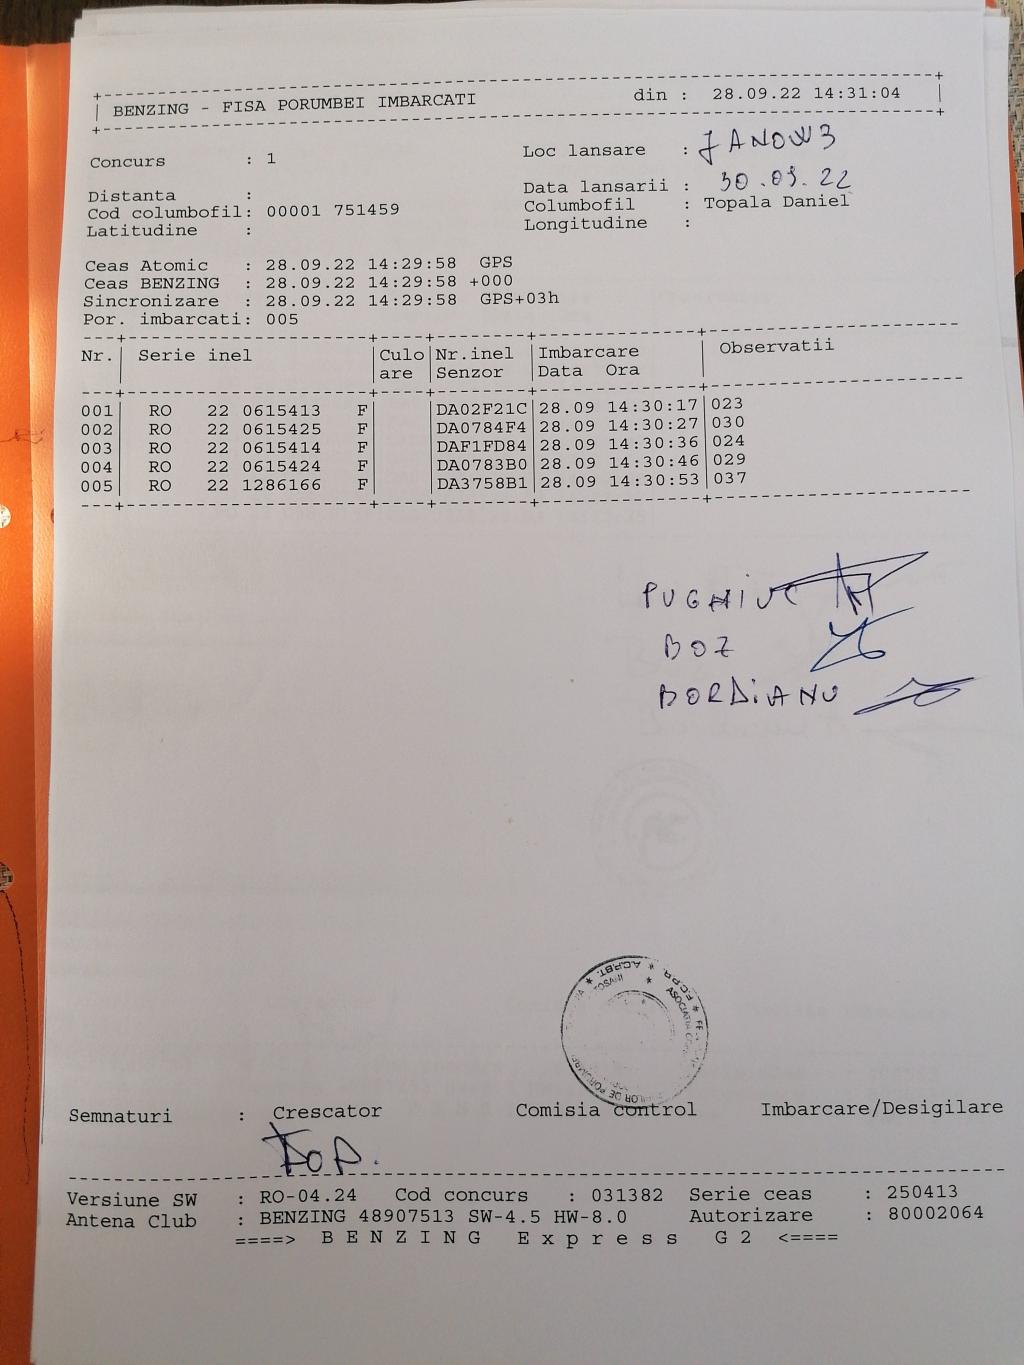 BENZING - FISA PORUMBEI IMBARCATI din : 28.09.22 14:31:04
Concurs : 1 Loc lansare : JANOW 3
Distanta : Data lansarii : 30.09.22
Cod columbofil: 00001 751459 Columbofil : Topala Daniel
Latitudine : Longitudine :
Ceas Atomic : 28.09.22 14:29:58 GPS
Ceas BENZING : 28.09.22 14:29:58 +000
Sincronizare : 28.09.22 14:29:58 GPS+03h
Por. imbarcati: 005
Nr. Serie inel Culo Nr.inel Imbarcare Observatii
are Senzor Data Ora
001 RO 22 0615413 F DA02F21C 28.09 14:30:17 023
002 RO 22 0615425 F DA0784F4 28.09 14:30:27 030
003 RO 22 0615414 F DAF1FD84 28.09 14:30:36 024
004 RO 22 0615424 F DA0783B0 28.09 14:30:46 029
005 RO 22 1286166 F DA3758B1 28.09 14:30:53 037
BOZ
BORDIANU
F.C.P.R. * A.C.P.BT. *
ASOCIATIA
Semnaturi : Crescator Comisia control Imbarcare/Desigilare
Versiune SW : RO-04.24 Cod concurs : 031382 Serie ceas : 250413
Antena Club : BENZING 48907513 SW-4.5 HW-8.0 Autorizare : 80002064
====> B E N Z I N G E x p r e s s G 2 <====